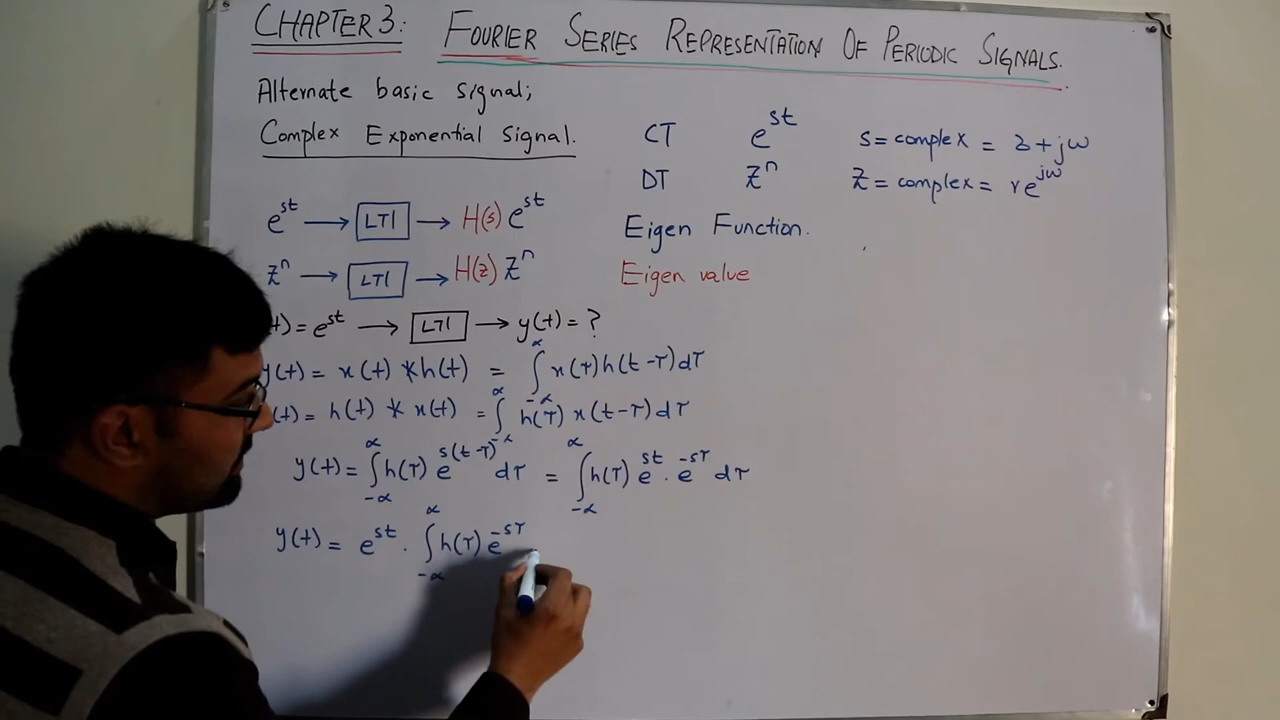 CHAPTER 3: FOURIER SERIES REPRESENTATION OF PERIODIC SIGNALS.
Alternate basic signal;
Complex Exponential Signal.
CT e^st s = complex = 2 + jω
DT z^n z = complex = re^jω
e^st → LTI → H(s) e^st Eigen Function.
z^n → LTI → H(z) z^n Eigen value
t) = e^st → LTI → y(t) = ?
y(t) = x(t) * h(t) = ∫_-∝^∝ x(τ) h(t-τ) dτ
(t) = h(t) * x(t) = ∫_-∝^∝ h(τ) x(t-τ) dτ
y(t) = ∫_-∝^∝ h(τ) e^s(t-τ) dτ = ∫_-∝^∝ h(τ) e^st . e^-sτ dτ
y(t) = e^st . ∫_-∝^∝ h(τ) e^-sτ